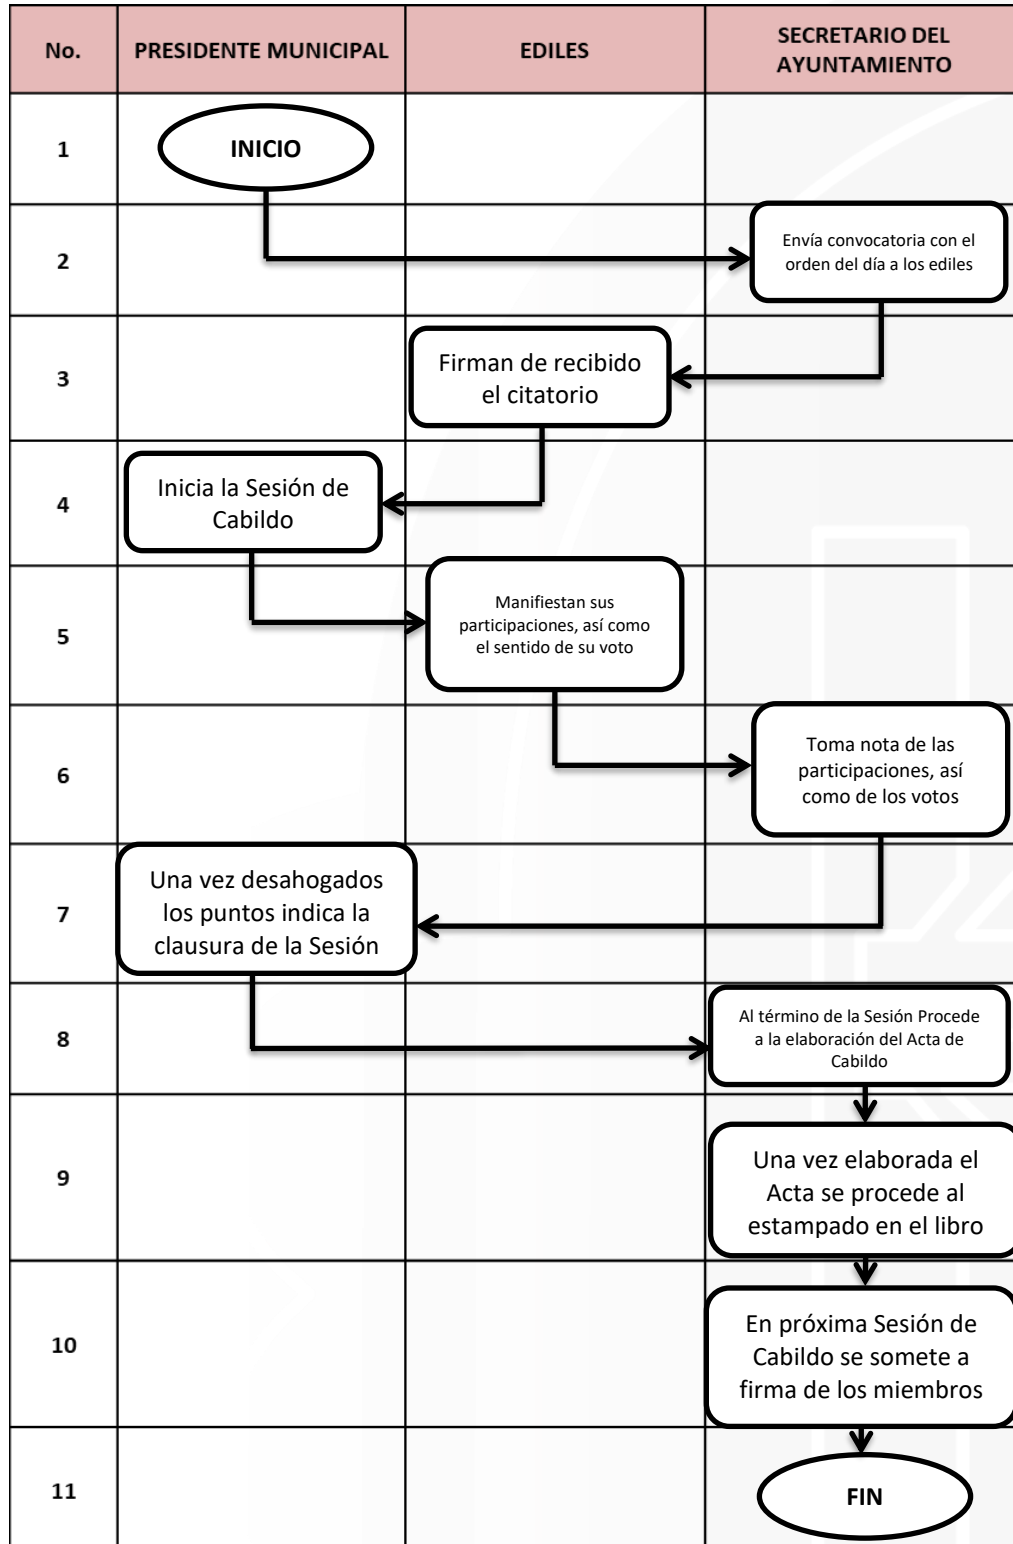 No.
PRESIDENTE MUNICIPAL
EDILES
SECRETARIO DEL
AYUNTAMIENTO
1
INICIO
2
Envía convocatoria con el
orden del día a los ediles
3
Firman de recibido
el citatorio
4
Inicia la Sesión de
Cabildo
5
Manifiestan sus
participaciones, así como
el sentido de su voto
6
Toma nota de las
participaciones, así
como de los votos
7
Una vez desahogados
los puntos indica la
clausura de la Sesión
8
Al término de la Sesión Procede
a la elaboración del Acta de
Cabildo
9
Una vez elaborada el
Acta se procede al
estampado en el libro
10
En próxima Sesión de
Cabildo se somete a
firma de los miembros
11
FIN